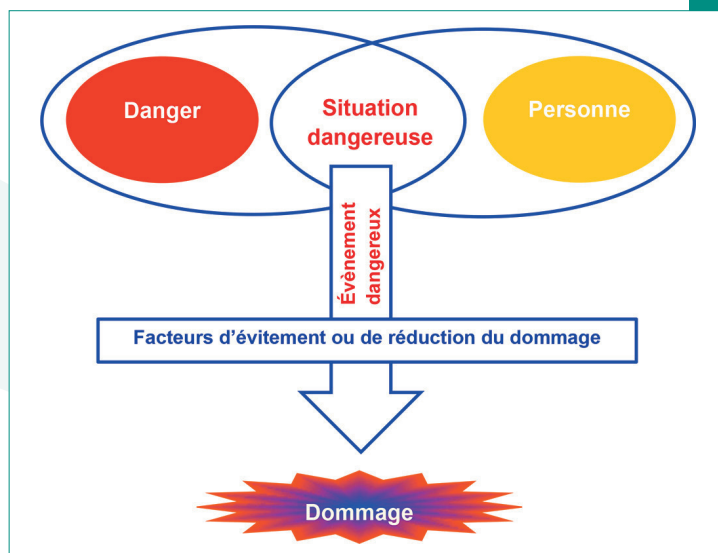 Danger
Situation
dangereuse
Personne
Évènement
dangereux
Facteurs d'évitement ou de réduction du dommage
Dommage